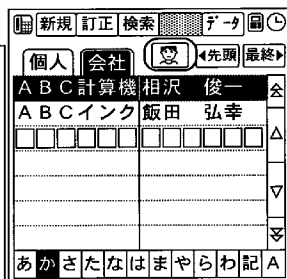 新規 訂正 検索 データ
個人 会社 ◀先頭 最終▶
ABC計算機 相沢 俊一
ABCインク 飯田 弘幸
□□□□□□□□□□□□
あ か さ た な は ま や ら わ 記 A